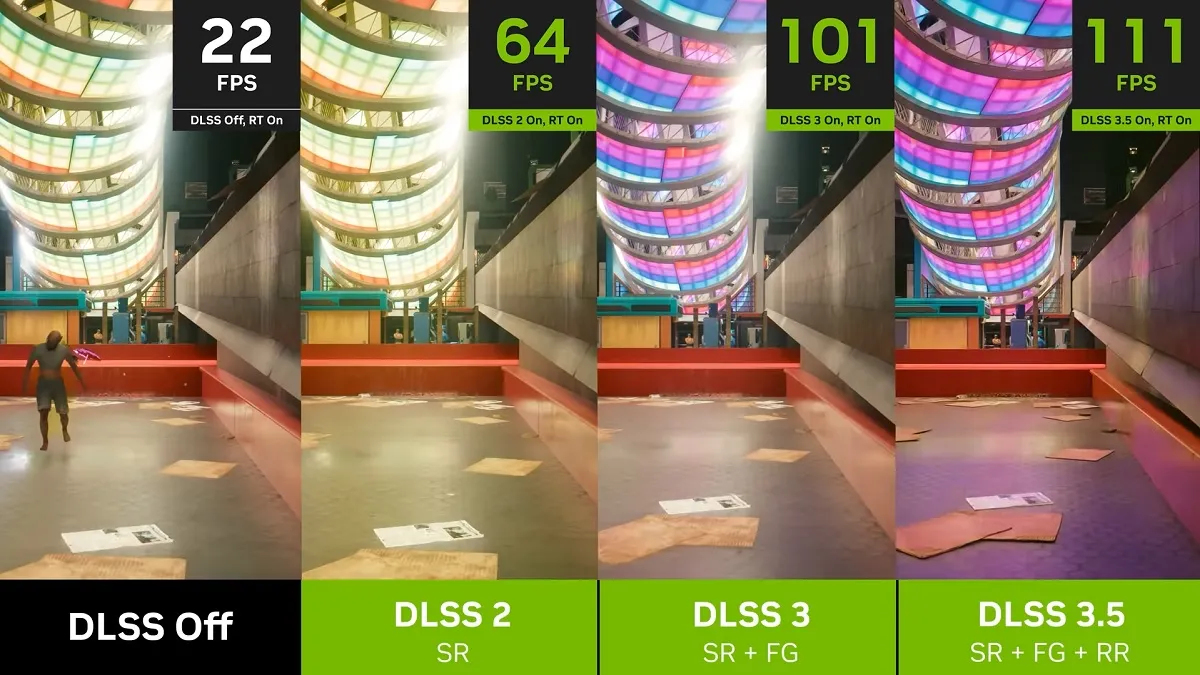 22
FPS
DLSS Off, RT On
64
FPS
DLSS 2 On, RT On
101
FPS
DLSS 3 On, RT On
111
FPS
DLSS 3.5 On, RT On
DLSS Off
DLSS 2
SR
DLSS 3
SR + FG
DLSS 3.5
SR + FG + RR